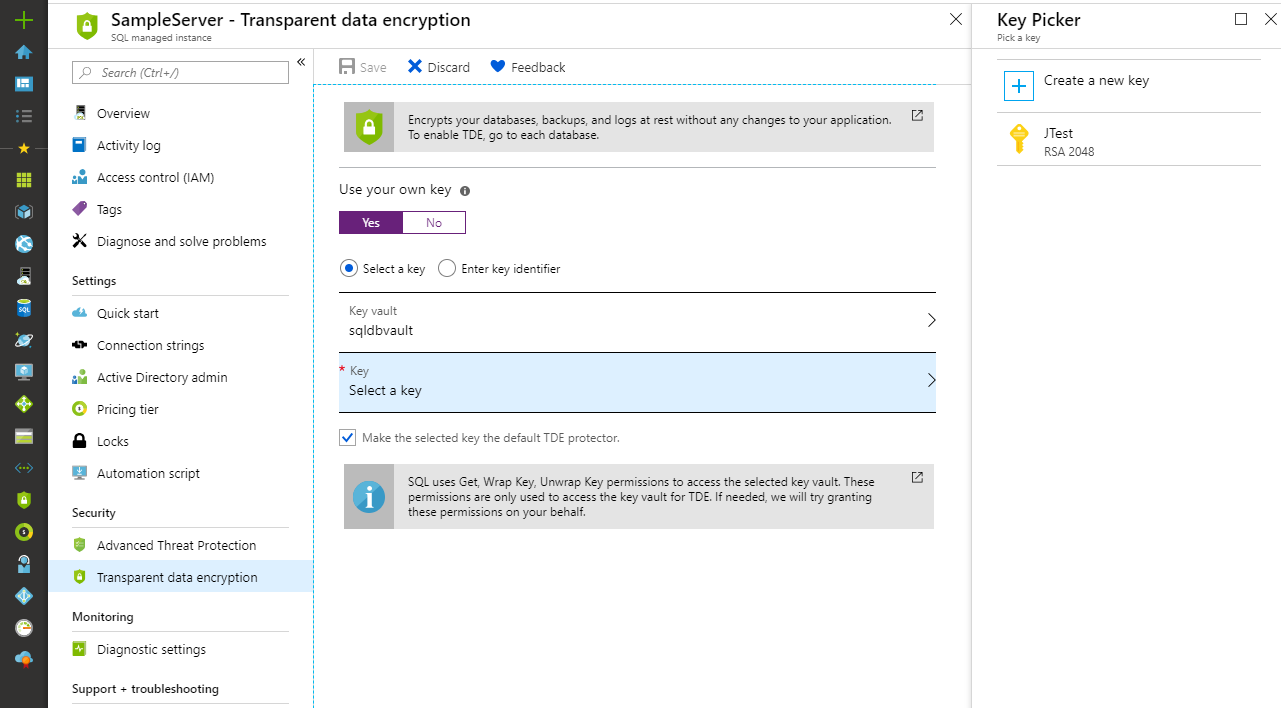 SampleServer - Transparent data encryption
SQL managed instance
Search (Ctrl+/)
Overview
Activity log
Access control (IAM)
Tags
Diagnose and solve problems
Settings
Quick start
Connection strings
Active Directory admin
Pricing tier
Locks
Automation script
Security
Advanced Threat Protection
Transparent data encryption
Monitoring
Diagnostic settings
Support + troubleshooting
Save Discard Feedback
Encrypts your databases, backups, and logs at rest without any changes to your application.
To enable TDE, go to each database.
Use your own key
Yes No
Select a key Enter key identifier
Key vault
sqldbvault
* Key
Select a key
Make the selected key the default TDE protector.
SQL uses Get, Wrap Key, Unwrap Key permissions to access the selected key vault. These
permissions are only used to access the key vault for TDE. If needed, we will try granting
these permissions on your behalf.
Key Picker
Pick a key
Create a new key
JTest
RSA 2048